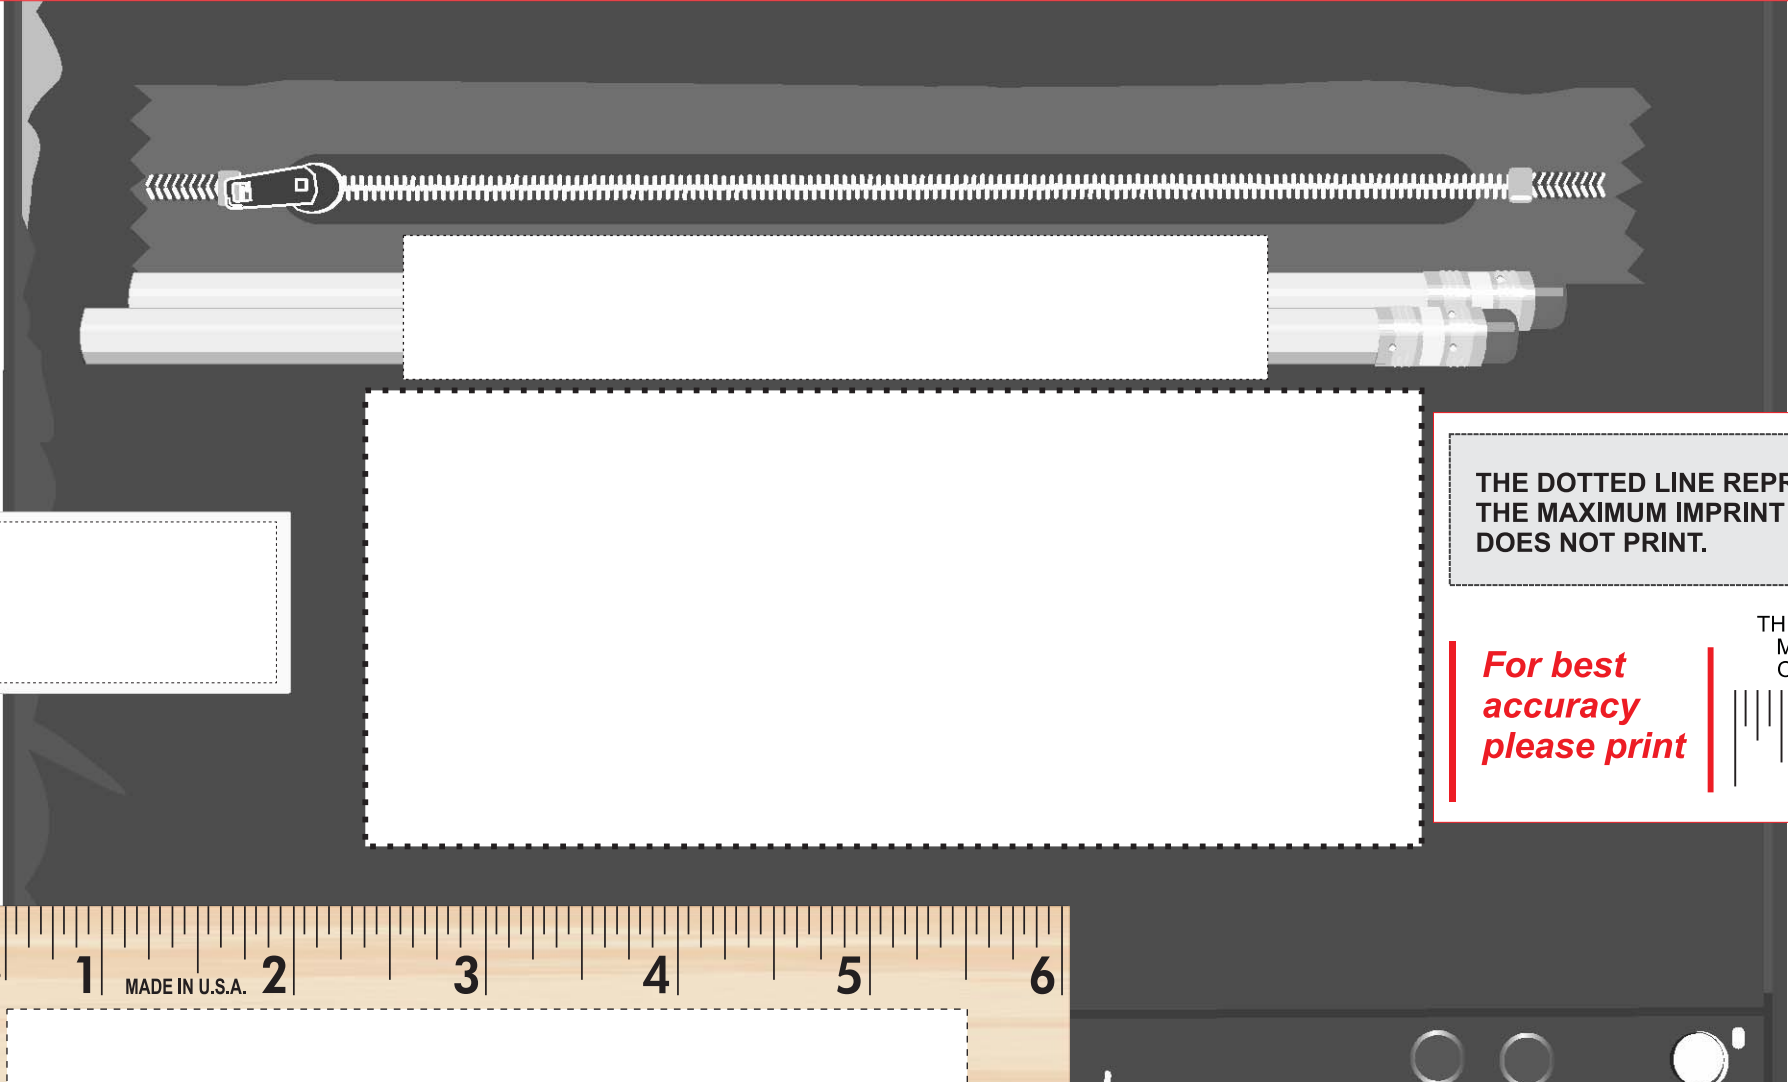 THE DOTTED LINE
THE MAXIMUM IMPRINT
DOES NOT PRINT.
For best
accuracy
please print
1 2 3 4 5 6
MADE IN U.S.A.